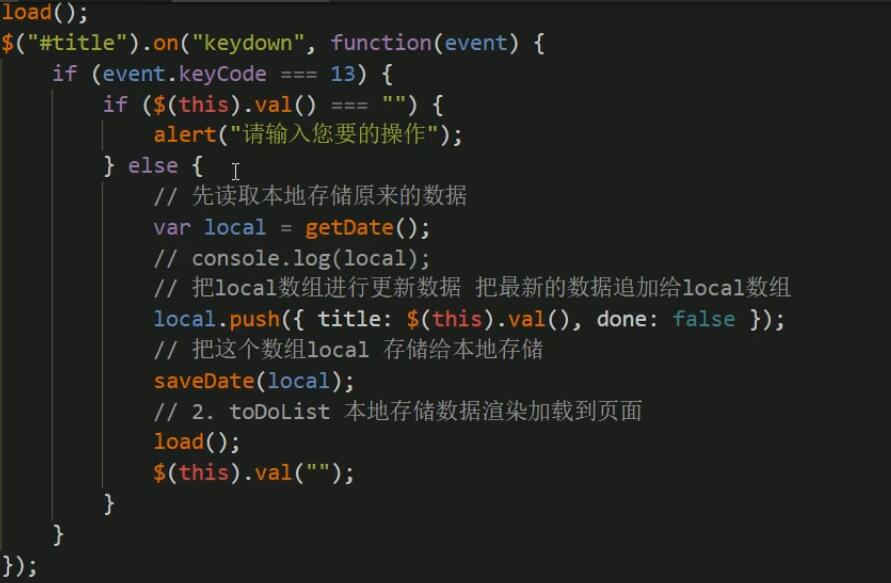 load();
$("#title").on("keydown", function(event) {
    if (event.keyCode === 13) {
        if ($(this).val() === "") {
            alert("请输入您要的操作");
        } else {
            // 先读取本地存储原来的数据
            var local = getDate();
            // console.log(local);
            // 把local数组进行更新数据 把最新的数据追加给local数组
            local.push({ title: $(this).val(), done: false });
            // 把这个数组local 存储给本地存储
            saveDate(local);
            // 2. toDoList 本地存储数据渲染加载到页面
            load();
            $(this).val("");
        }
    }
});